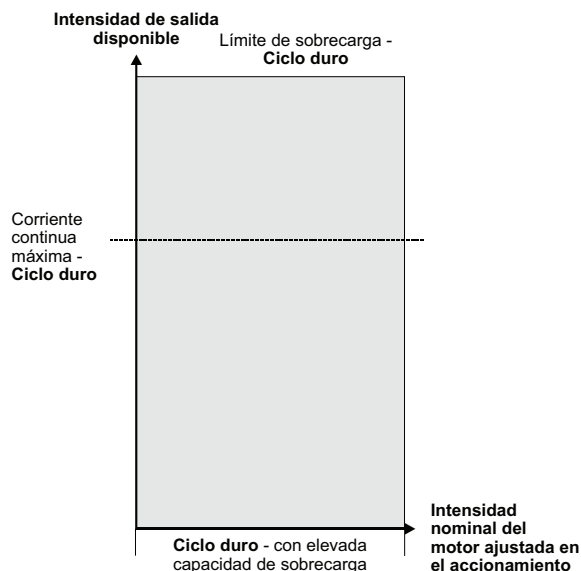 Intensidad de salida
disponible
Límite de sobrecarga -
Ciclo duro
Corriente
continua
máxima -
Ciclo duro
Intensidad
nominal del
motor ajustada en
el accionamiento
Ciclo duro - con elevada
capacidad de sobrecarga